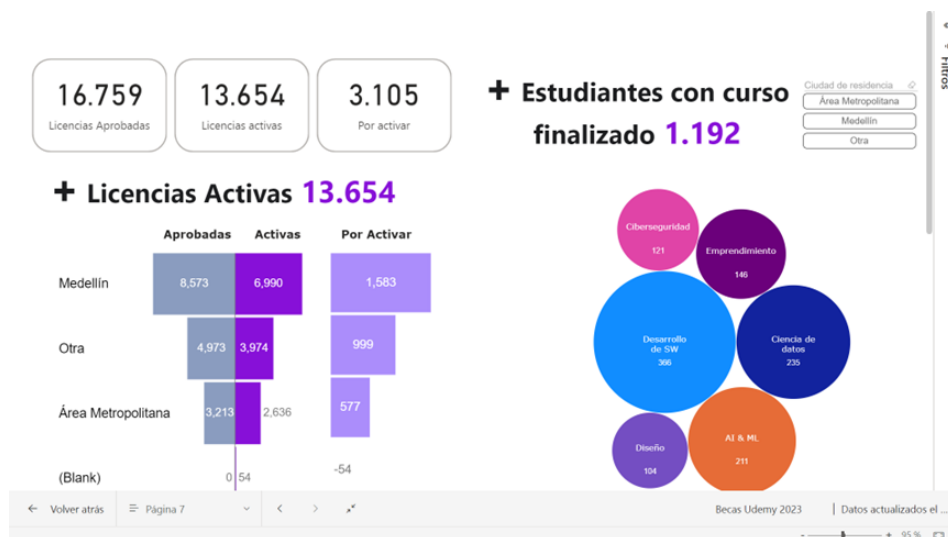 16.759
Licencias Aprobadas
13.654
Licencias activas
3.105
Por activar
+ Estudiantes con curso
finalizado 1.192
Ciudad de residencia
Área Metropolitana
Medellín
Otra
Filtros
+ Licencias Activas 13.654
Aprobadas Activas Por Activar
Medellín 8,573 6,990 1,583
Otra 4,973 3,974 999
Área Metropolitana 3,213 2,636 577
(Blank) 0 54 -54
Ciberseguridad
121
Emprendimiento
146
Desarrollo
de SW
366
Ciencia de
datos
235
AI & ML
211
Diseño
104
Volver atrás
Página 7
Becas Udemy 2023
Datos actualizados el ...
- + 95 %